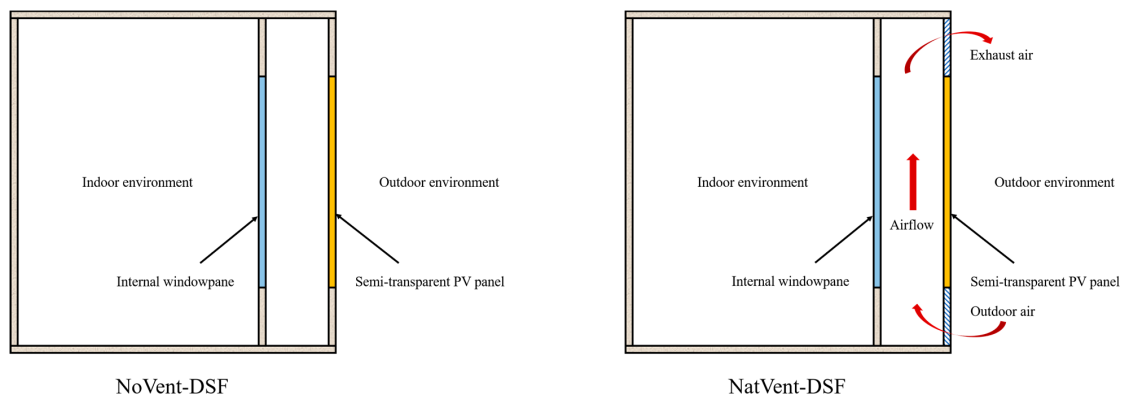 Indoor environment
Outdoor environment
Internal windowpane
Semi-transparent PV panel
NoVent-DSF
Exhaust air
Indoor environment
Outdoor environment
Airflow
Internal windowpane
Semi-transparent PV panel
Outdoor air
NatVent-DSF